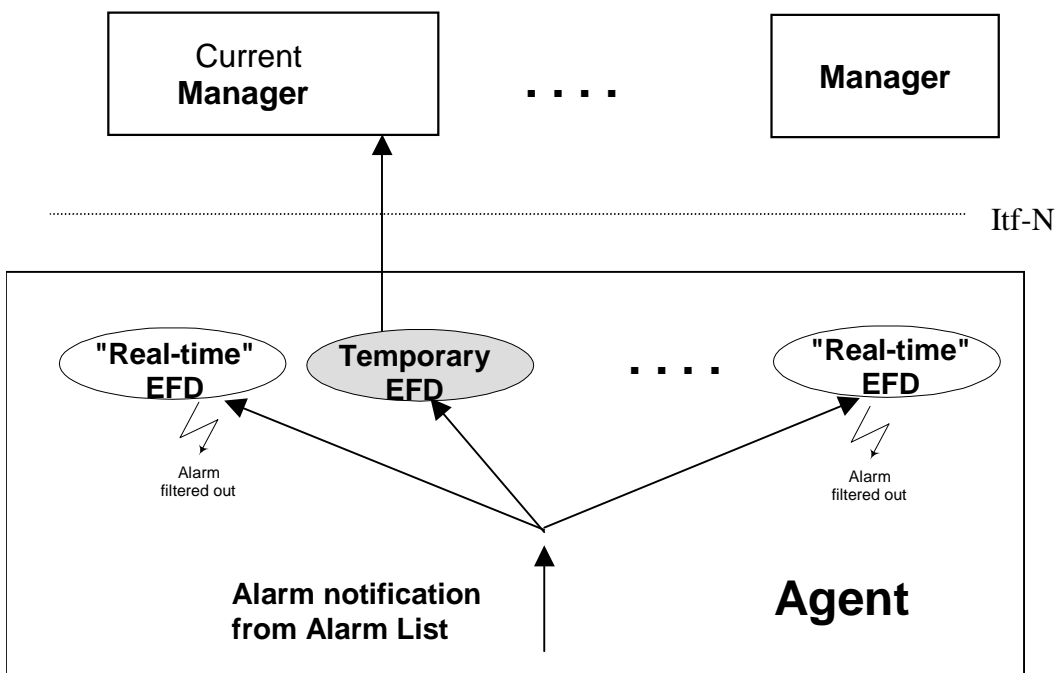 Current
Manager
. . . .
Manager
Itf-N
"Real-time"
EFD
Temporary
EFD
. . . .
"Real-time"
EFD
Alarm
filtered out
Alarm
filtered out
Alarm notification
from Alarm List
Agent